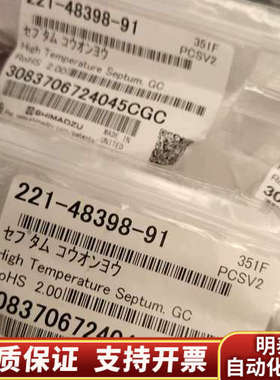 221-48398-91
351F
PCSV2
セプタム コウオンヨウ
High Temperature Septum. GC
RoHS 2.00
3083706724045CGC
SHIMADZU
MADE IN
UNITED
221-48398-91
351F
PCSV2
セプタム コウオンヨウ
High Temperature Septum. GC
RoHS 2.00
3083706724045CGC
质保证 支持开票
自动化